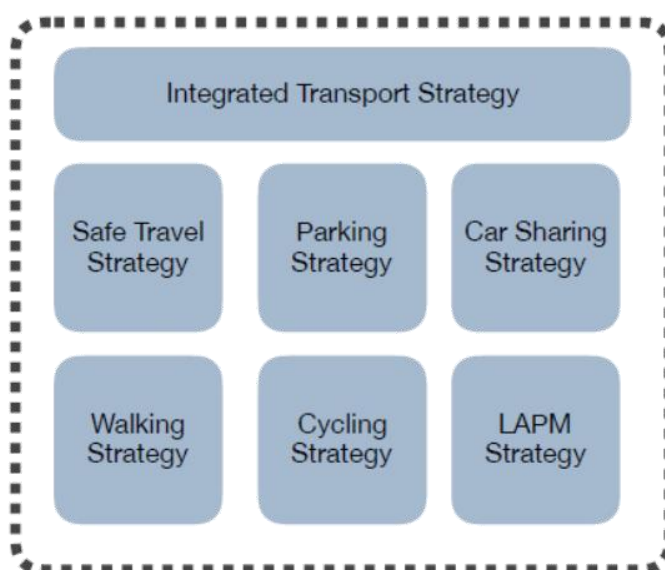 Integrated Transport Strategy
Safe Travel
Strategy
Parking
Strategy
Car Sharing
Strategy
Walking
Strategy
Cycling
Strategy
LAPM
Strategy